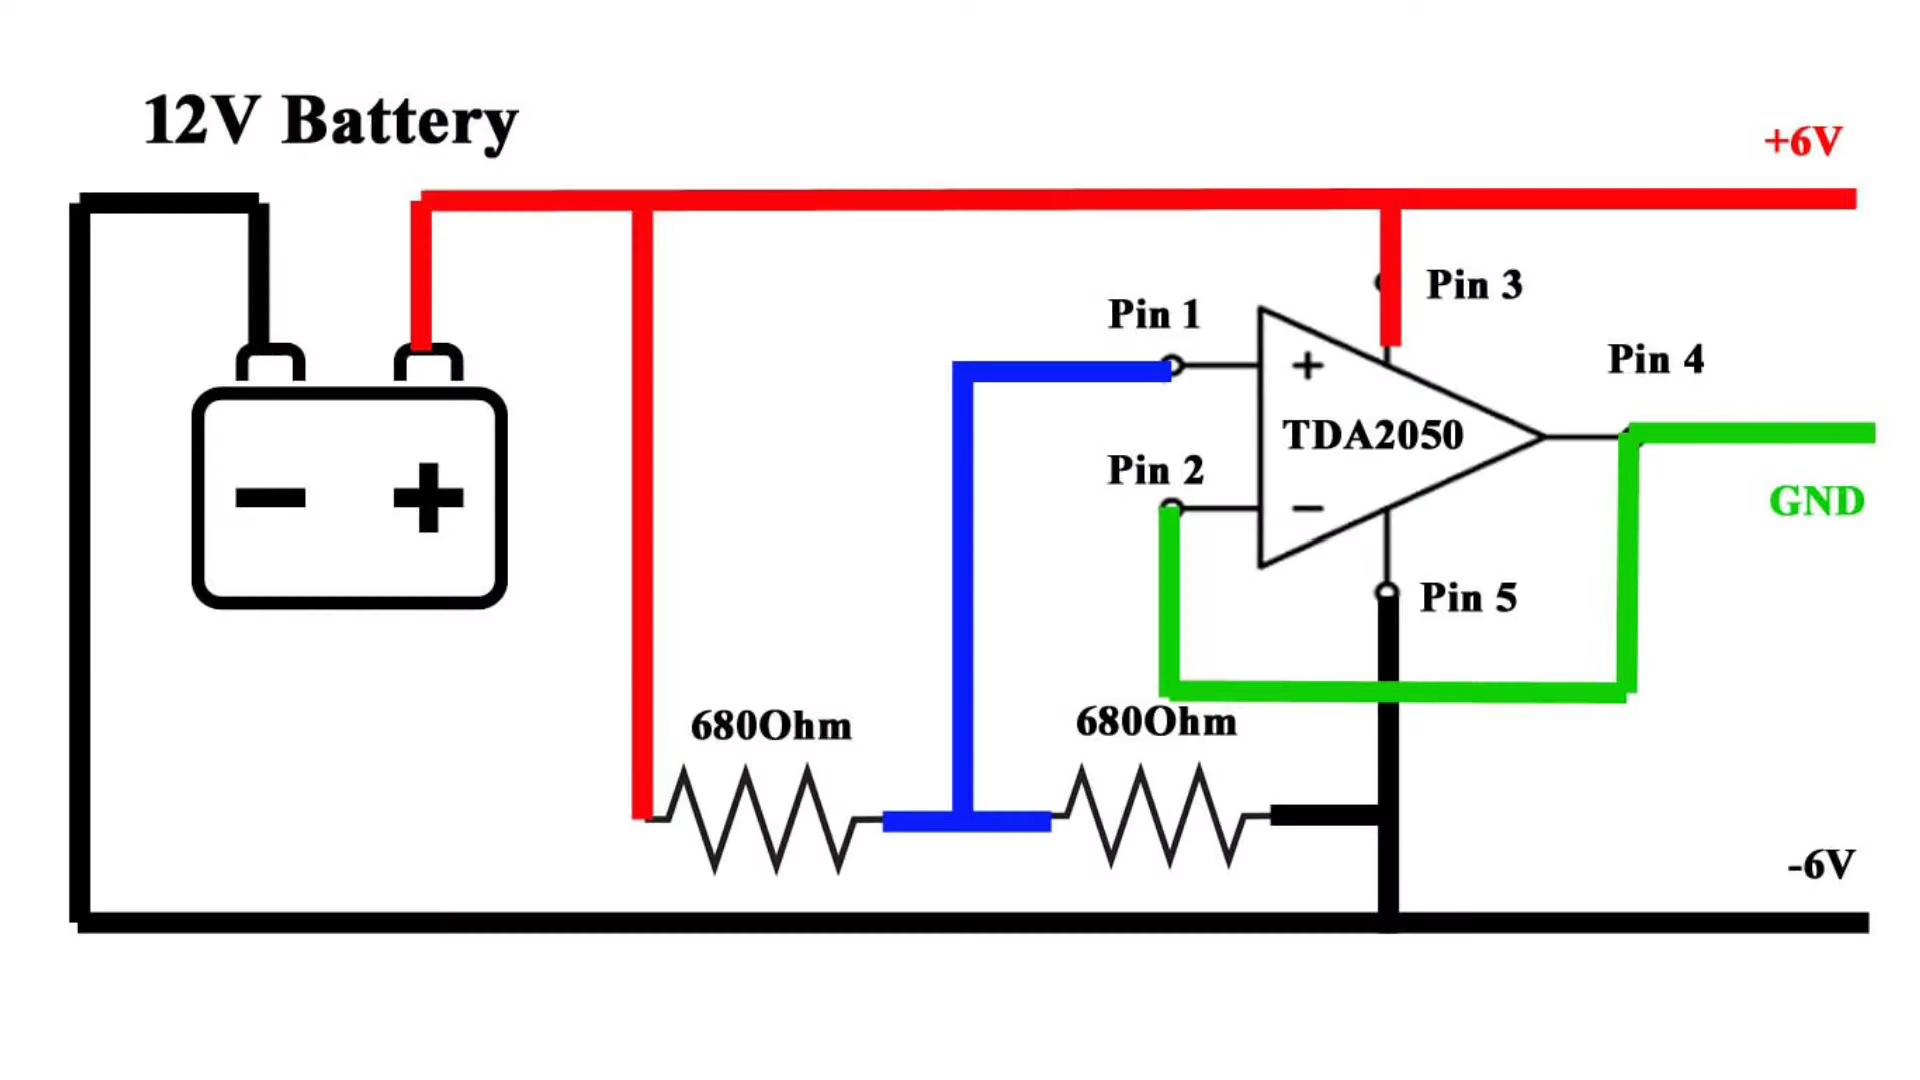 12V Battery
+6V
Pin 3
Pin 1
Pin 4
+
TDA2050
Pin 2
GND
−
+
−
Pin 5
680Ohm
680Ohm
-6V